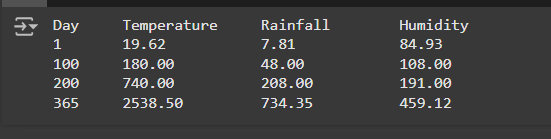 Day Temperature Rainfall Humidity
1 19.62 7.81 84.93
100 180.00 48.00 108.00
200 740.00 208.00 191.00
365 2538.50 734.35 459.12